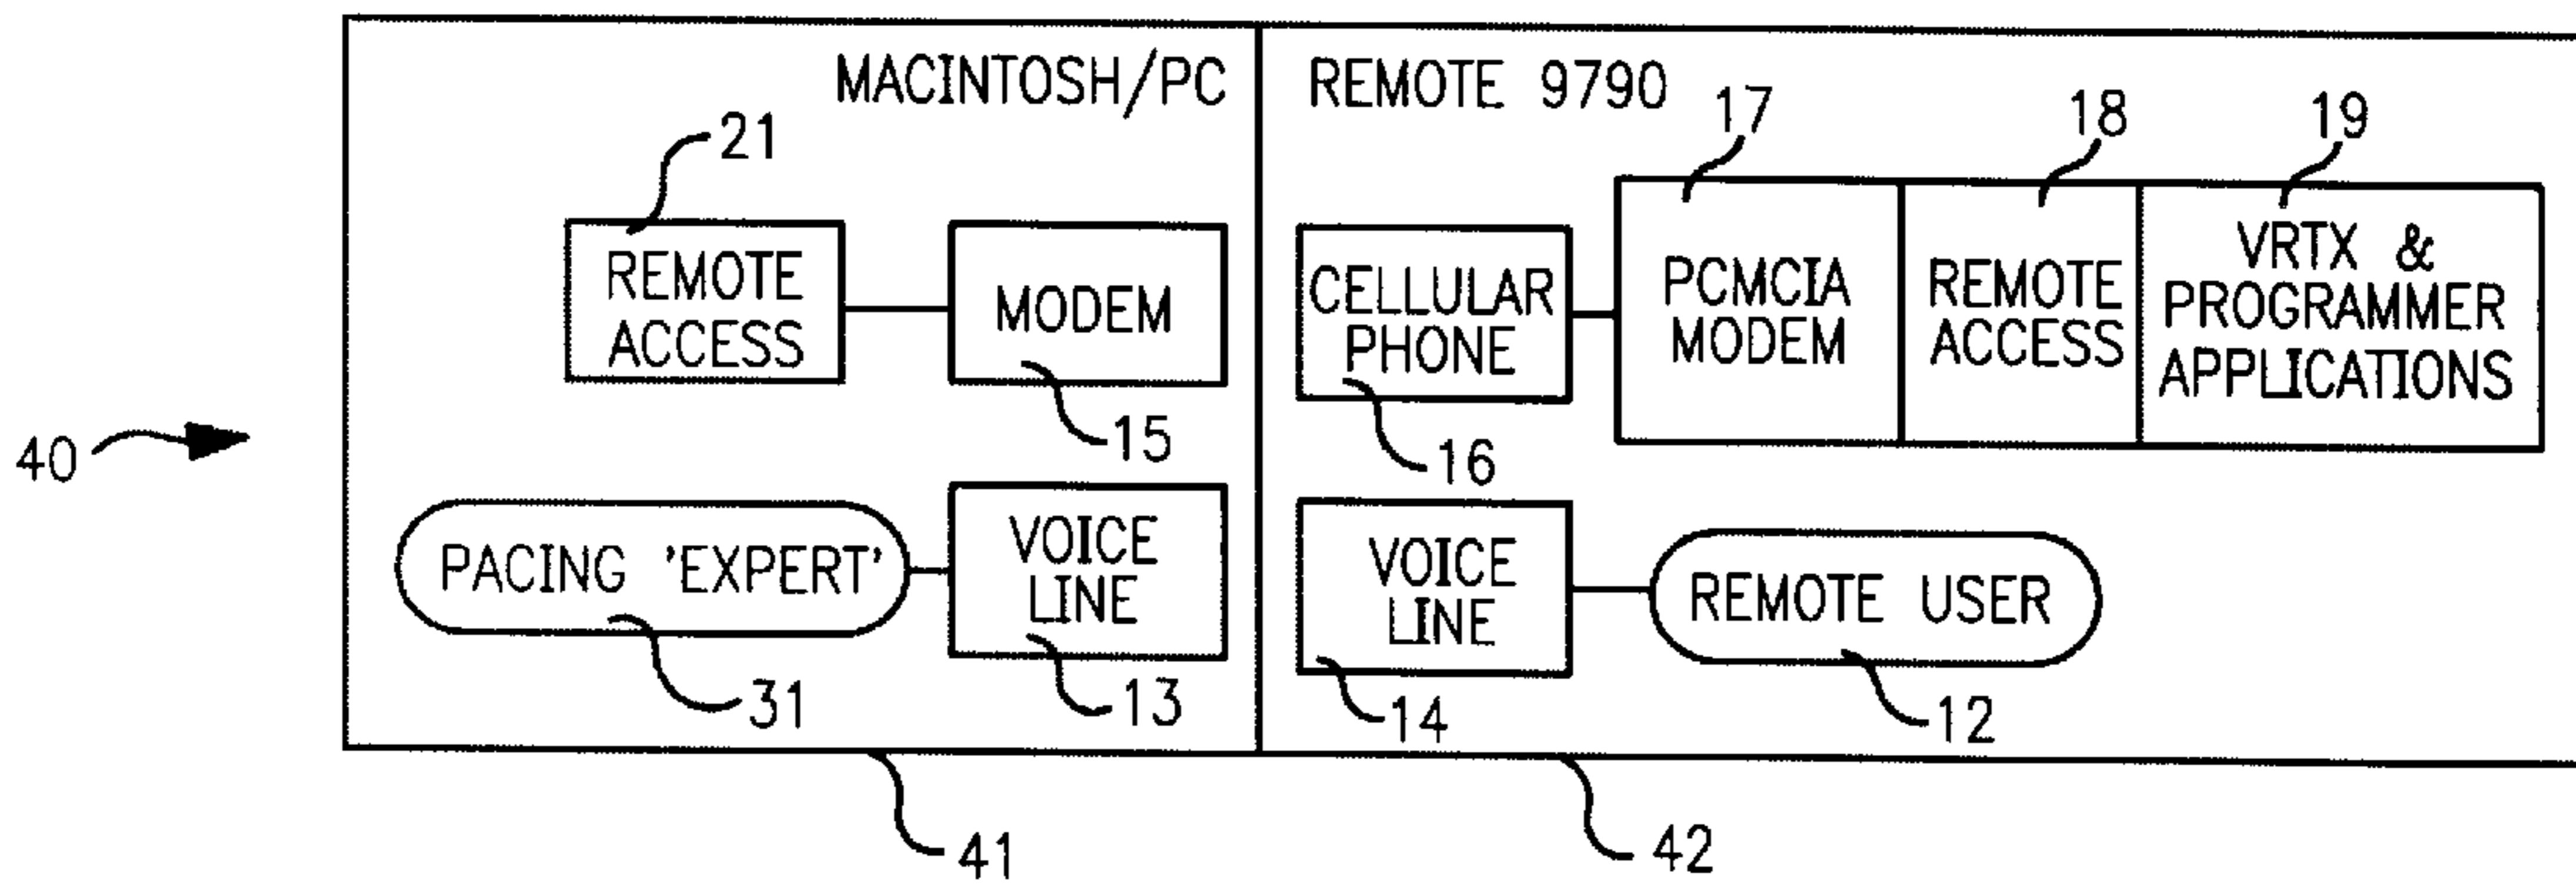 MACINTOSH/PC
REMOTE 9790
21
17
18
19
REMOTE
ACCESS
MODEM
CELLULAR
PHONE
PCMCIA
MODEM
REMOTE
ACCESS
VRTX &
PROGRAMMER
APPLICATIONS
40
15
16
PACING 'EXPERT'
VOICE
LINE
VOICE
LINE
REMOTE USER
31
13
14
12
41
42